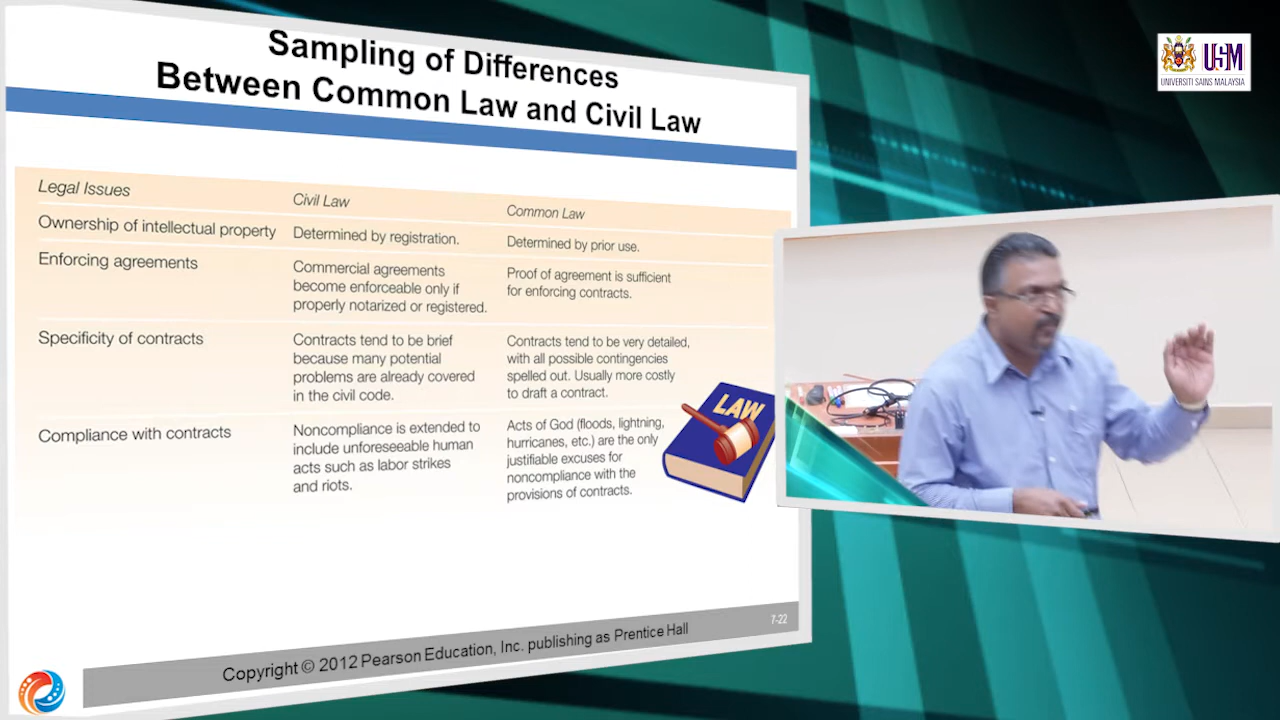 Sampling of Differences
Between Common Law and Civil Law
Legal Issues
Civil Law
Common Law
Ownership of intellectual property
Determined by registration.
Determined by prior use.
Enforcing agreements
Commercial agreements
become enforceable only if
properly notarized or registered.
Proof of agreement is sufficient
for enforcing contracts.
Specificity of contracts
Contracts tend to be brief
because many potential
problems are already covered
in the civil code.
Contracts tend to be very detailed,
with all possible contingencies
spelled out. Usually more costly
to draft a contract.
Compliance with contracts
Noncompliance is extended to
include unforeseeable human
acts such as labor strikes
and riots.
Acts of God (floods, lightning,
hurricanes, etc.) are the only
justifiable excuses for
noncompliance with the
provisions of contracts.
LAW
7-22
Copyright © 2012 Pearson Education, Inc. publishing as Prentice Hall
USM
UNIVERSITI SAINS MALAYSIA